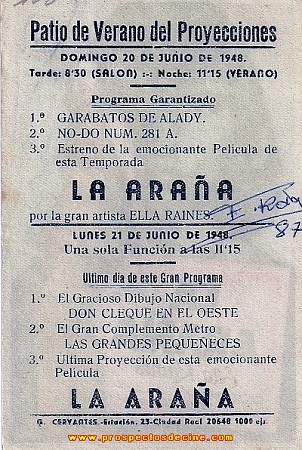 Patio de Verano del Proyecciones
DOMINGO 20 DE JUNIO DE 1948.
Tarde: 8'30 (SALON) :-: Noche: 11'15 (VERANO)
Programa Garantizado
1.º GARABATOS DE ALADY.
2.º NO-DO NUM. 281 A.
3.º Estreno de la emocionante Película de
esta Temporada
LA ARAÑA
por la gran artista ELLA RAINES.
LUNES 21 DE JUNIO DE 1948.
Una sola Función a las 11'15
Ultimo día de este Gran Programa
1.º El Gracioso Dibujo Nacional
DON CLEQUE EN EL OESTE
2.º El Gran Complemento Metro
LAS GRANDES PEQUEÑECES
3.º Ultima Proyección de esta emocionante
Película
LA ARAÑA
G. CERVANTES-Estación, 23-Ciudad Real 20648 1000 ejs.
www.prospectosdecine.com
87